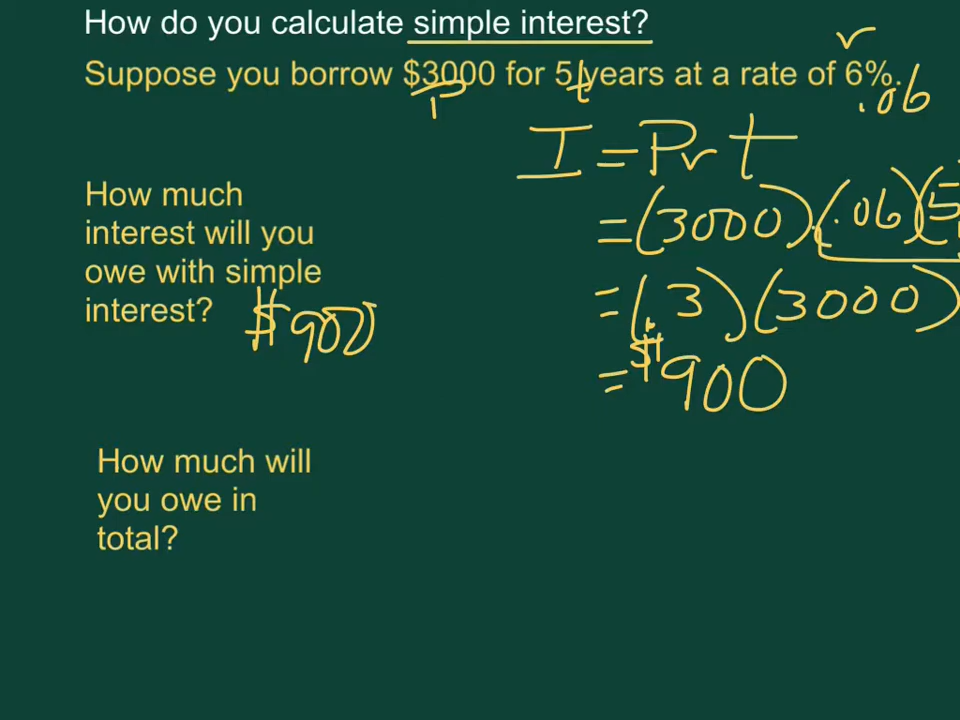 How do you calculate simple interest?
Suppose you borrow $3000 for 5 years at a rate of 6%.
P t r .06
I = Prt
How much
interest will you
owe with simple
interest? $900
= (3000)(.06)(5
= (.3)(3000)
= $900
How much will
you owe in
total?